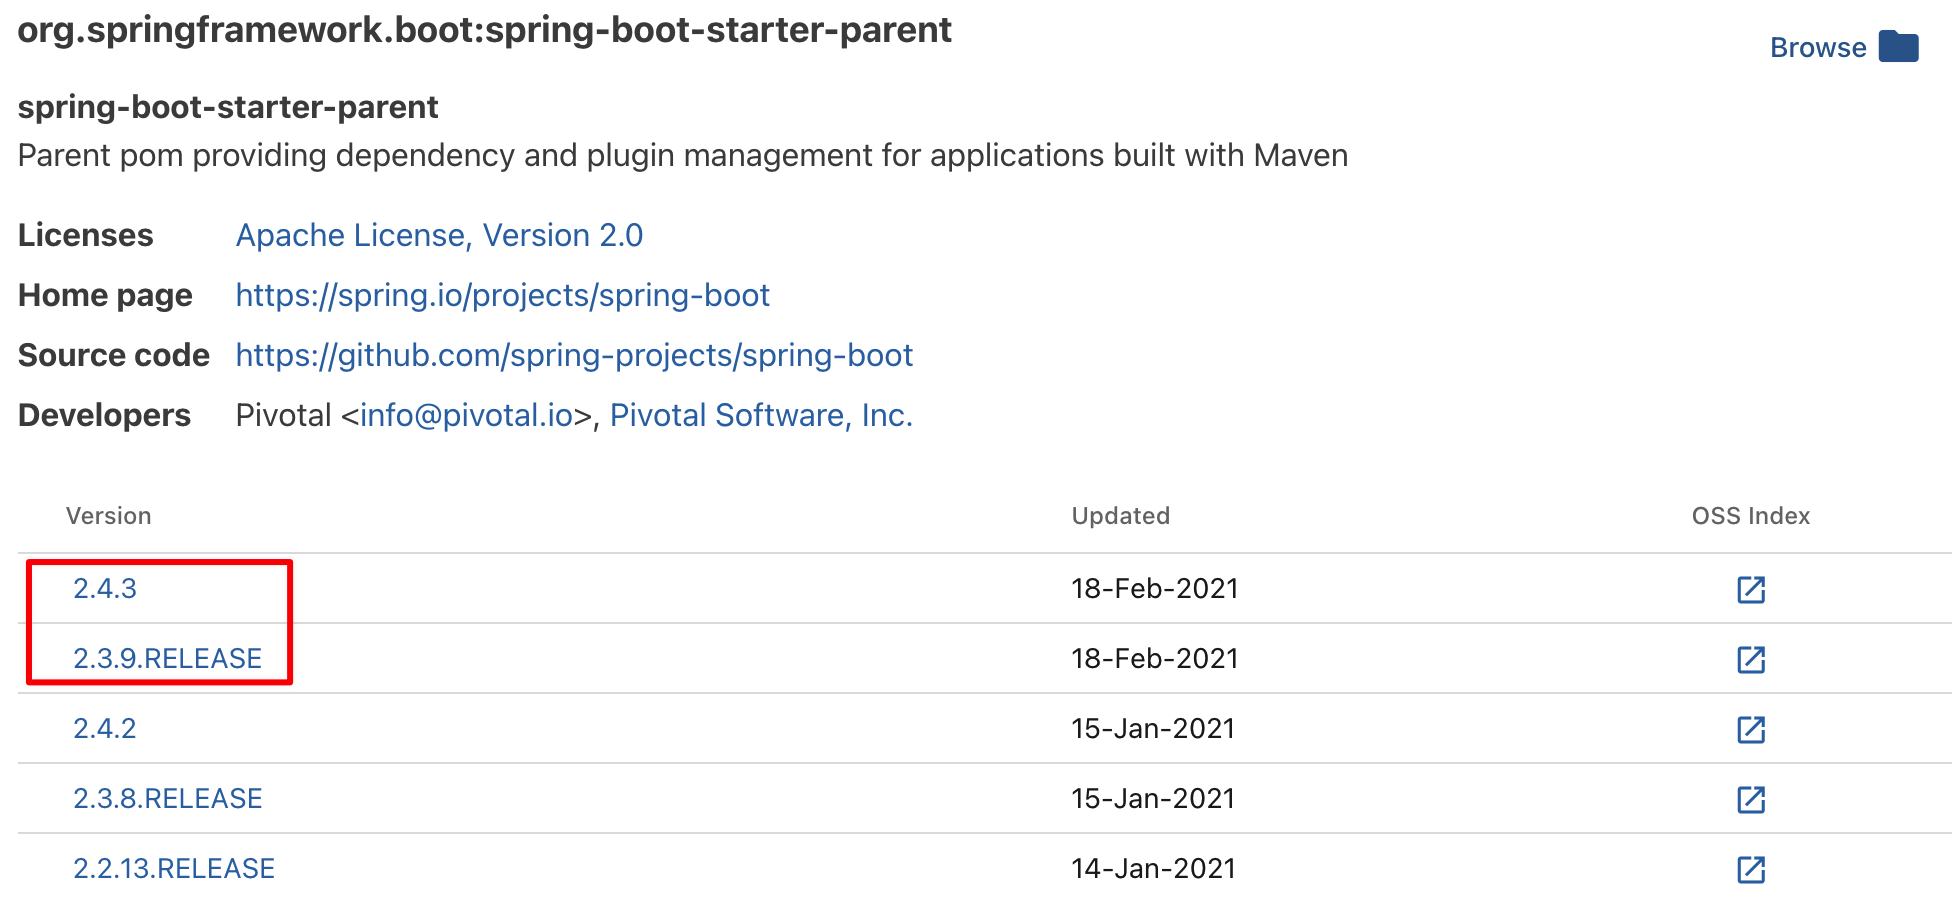 org.springframework.boot:spring-boot-starter-parent
Browse
spring-boot-starter-parent
Parent pom providing dependency and plugin management for applications built with Maven
Licenses Apache License, Version 2.0
Home page https://spring.io/projects/spring-boot
Source code https://github.com/spring-projects/spring-boot
Developers Pivotal <info@pivotal.io>, Pivotal Software, Inc.
Version Updated OSS Index
2.4.3 18-Feb-2021
2.3.9.RELEASE 18-Feb-2021
2.4.2 15-Jan-2021
2.3.8.RELEASE 15-Jan-2021
2.2.13.RELEASE 14-Jan-2021